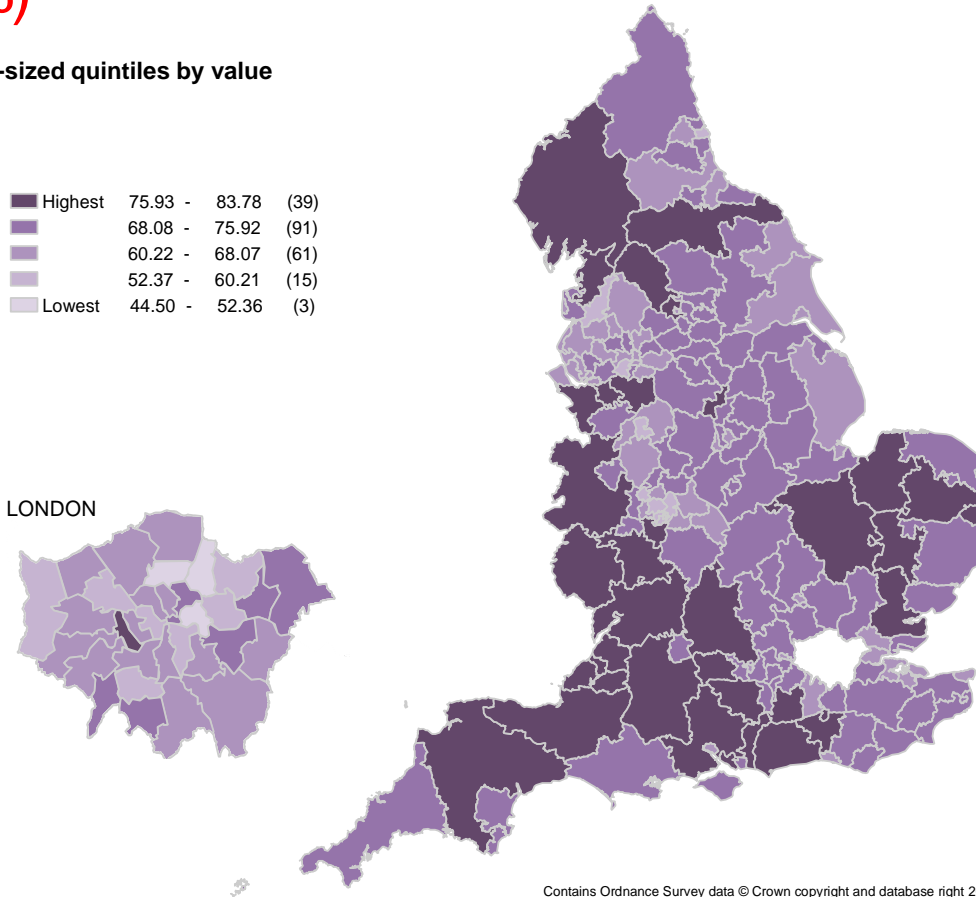 -sized quintiles by value
Highest 75.93 - 83.78 (39)
68.08 - 75.92 (91)
60.22 - 68.07 (61)
52.37 - 60.21 (15)
Lowest 44.50 - 52.36 (3)
LONDON
Contains Ordnance Survey data © Crown copyright and database right 2